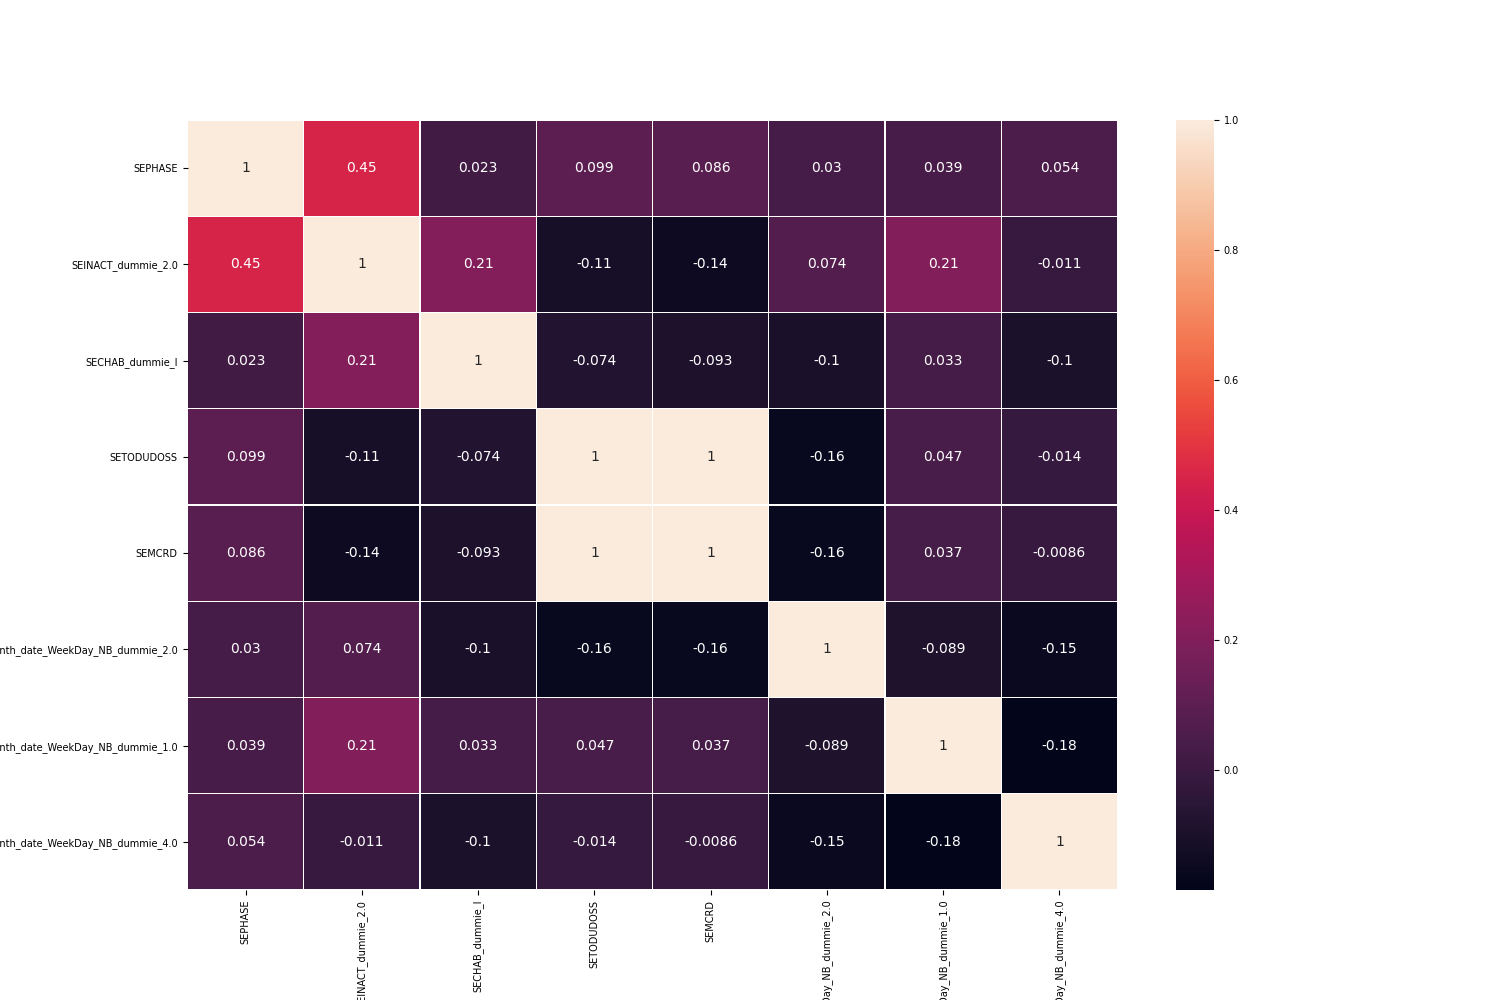 SEPHASE 1 0.45 0.023 0.099 0.086 0.03 0.039 0.054
SEINACT_dummie_2.0 0.45 1 0.21 -0.11 -0.14 0.074 0.21 -0.011
SECHAB_dummie_I 0.023 0.21 1 -0.074 -0.093 -0.1 0.033 -0.1
SETODUDOSS 0.099 -0.11 -0.074 1 1 -0.16 0.047 -0.014
SEMCRD 0.086 -0.14 -0.093 1 1 -0.16 0.037 -0.0086
nth_date_WeekDay_NB_dummie_2.0 0.03 0.074 -0.1 -0.16 -0.16 1 -0.089 -0.15
nth_date_WeekDay_NB_dummie_1.0 0.039 0.21 0.033 0.047 0.037 -0.089 1 -0.18
nth_date_WeekDay_NB_dummie_4.0 0.054 -0.011 -0.1 -0.014 -0.0086 -0.15 -0.18 1
SEPHASE
EINACT_dummie_2.0
SECHAB_dummie_I
SETODUDOSS
SEMCRD
Day_NB_dummie_2.0
Day_NB_dummie_1.0
Day_NB_dummie_4.0
1.0
0.8
0.6
0.4
0.2
0.0